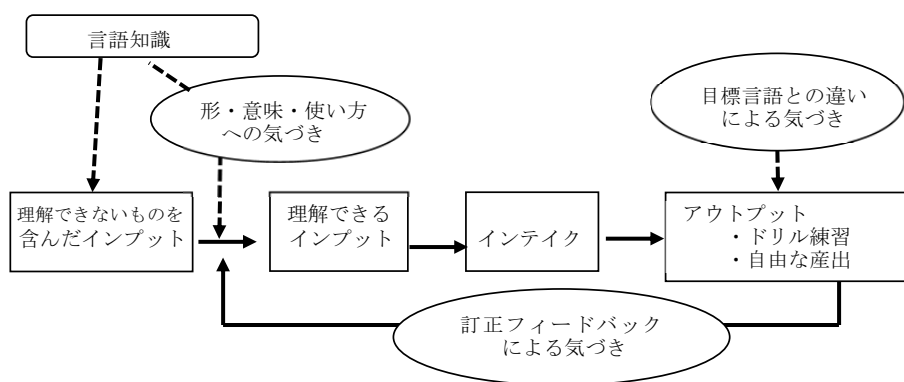 言語知識
形・意味・使い方
への気づき
目標言語との違い
による気づき
理解できないものを
含んだインプット
理解できる
インプット
インテイク
アウトプット
・ドリル練習
・自由な産出
訂正フィードバック
による気づき